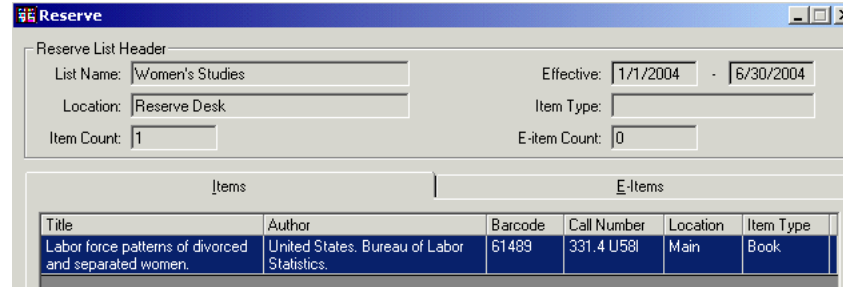 Reserve
Reserve List Header
List Name: Women's Studies Effective: 1/1/2004 - 6/30/2004
Location: Reserve Desk Item Type:
Item Count: 1 E-item Count: 0
Items E-Items
Title Author Barcode Call Number Location Item Type
Labor force patterns of divorced United States. Bureau of Labor 61489 331.4 U58l Main Book
and separated women. Statistics.